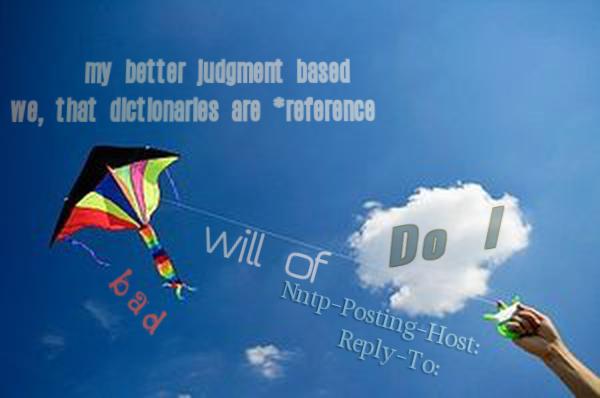 my better judgment based
we, that dictionaries are *reference
will of
Do I
bad
Nntp-Posting-Host:
Reply-To: